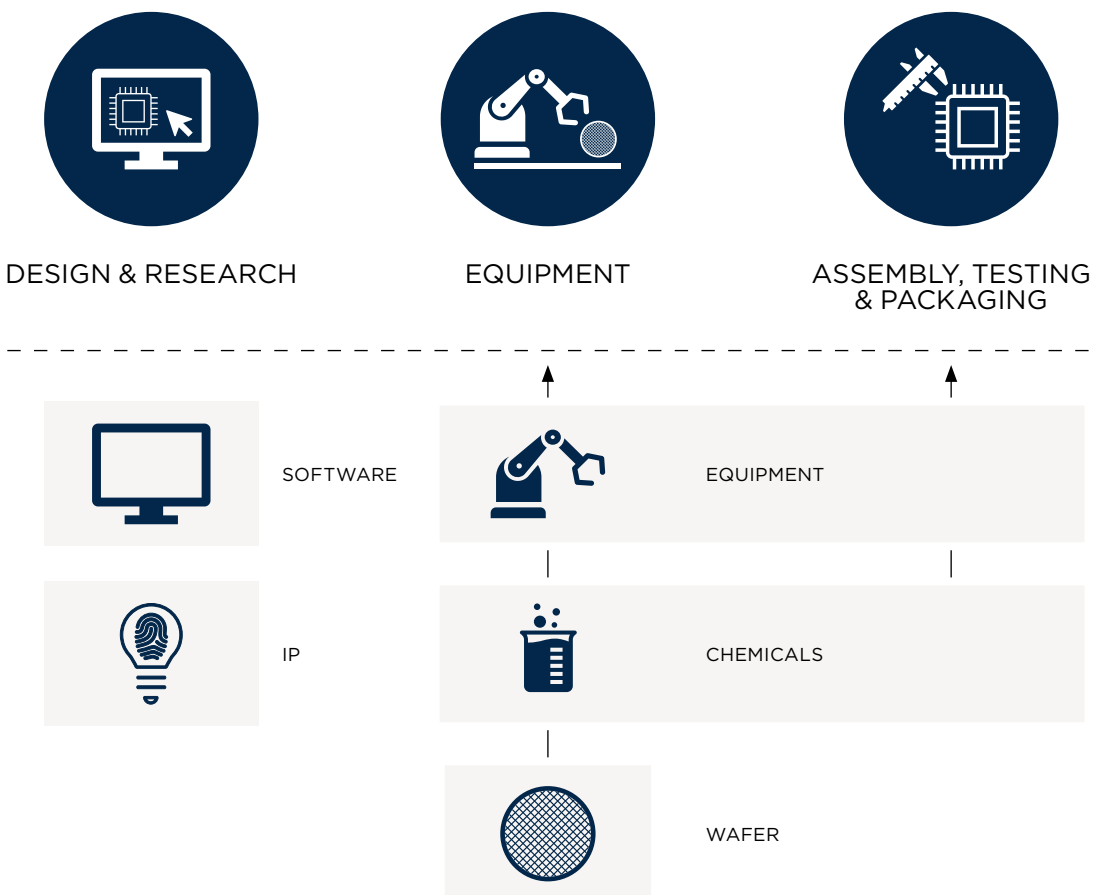 DESIGN & RESEARCH
EQUIPMENT
ASSEMBLY, TESTING
& PACKAGING
SOFTWARE
EQUIPMENT
IP
CHEMICALS
WAFER